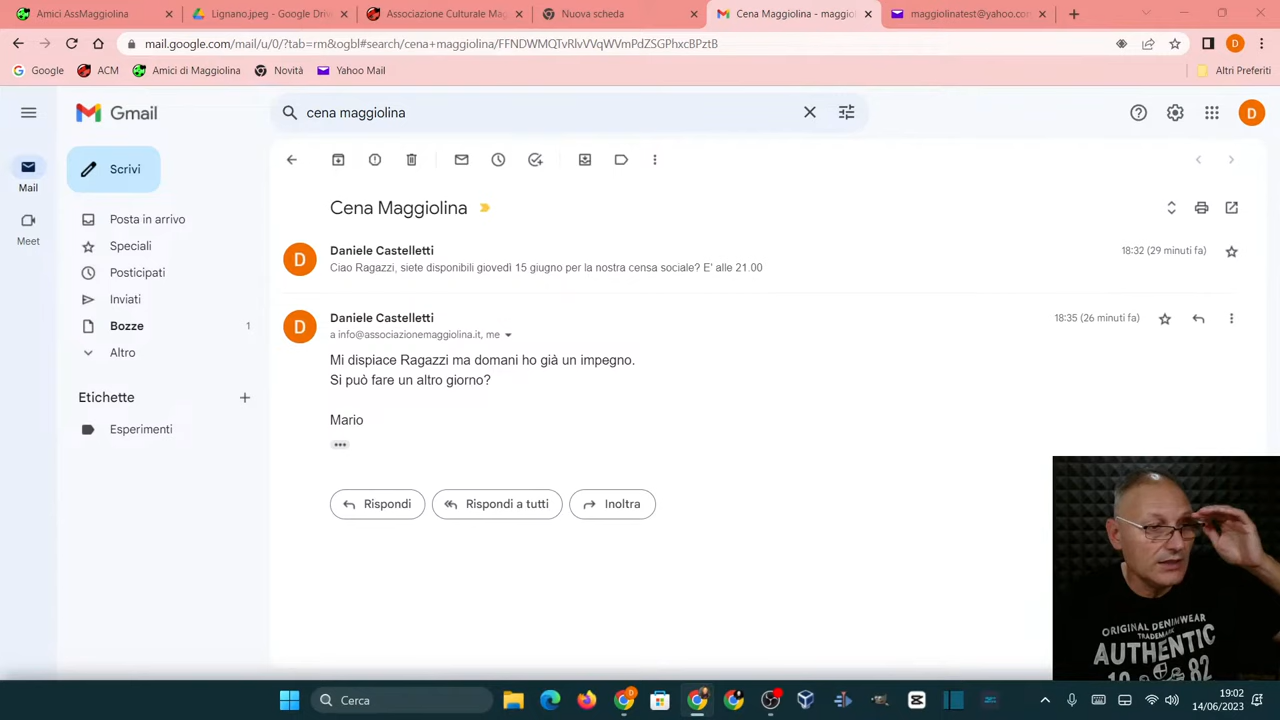 Amici AssMaggiolina
Lignano.jpeg - Google Driv
Associazione Culturale Mag
Nuova scheda
Cena Maggiolina - maggiol
maggiolinatest@yahoo.com
mail.google.com/mail/u/0/?tab=rm&ogbl#search/cena+maggiolina/FFNDWMQTvRlvVVqWVmPdZSGPhxcBPztB
D
Google
ACM
Amici di Maggiolina
Novità
Yahoo Mail
Altri Preferiti
Gmail
cena maggiolina
D
Mail
Meet
Scrivi
Posta in arrivo
Speciali
Posticipati
Inviati
Bozze 1
Altro
Etichette
Esperimenti
Cena Maggiolina
D
Daniele Castelletti
18:32 (29 minuti fa)
Ciao Ragazzi, siete disponibili giovedì 15 giugno per la nostra censa sociale? E' alle 21.00
D
Daniele Castelletti
18:35 (26 minuti fa)
a info@associazionemaggiolina.it, me
Mi dispiace Ragazzi ma domani ho già un impegno.
Si può fare un altro giorno?
Mario
Rispondi
Rispondi a tutti
Inoltra
ORIGINAL DENIMWEAR
TRADEMARK
AUTHENTIC
82
Cerca
19:02
14/06/2023